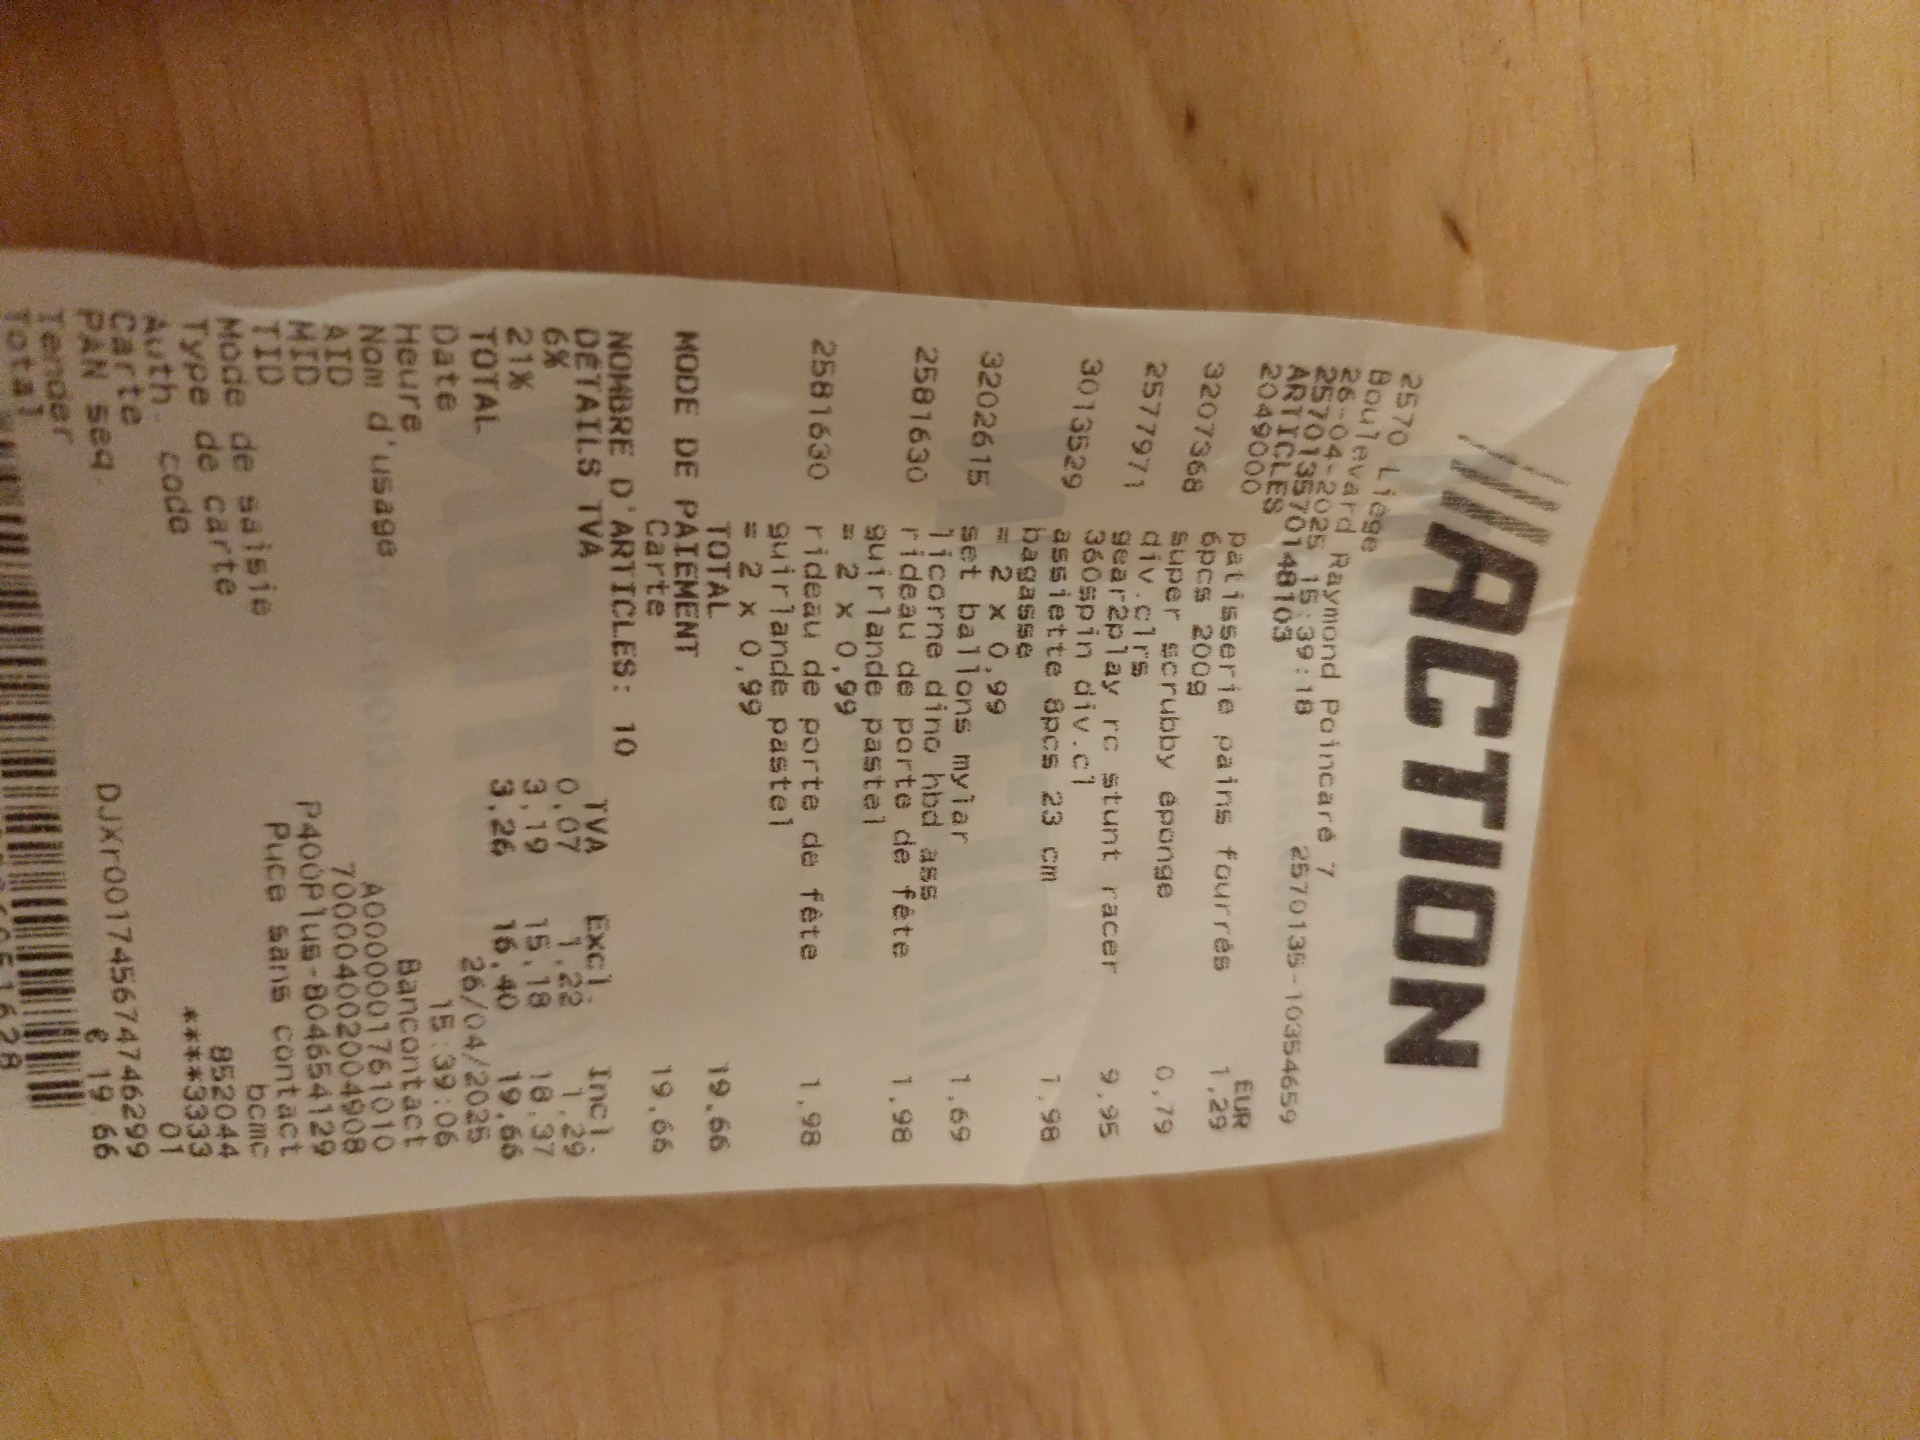 ACTION
2570 Liège
Boulevard Raymond poincaré 7
26-04-2025 15:39:18 2570135-10354659
257013570148103
ARTICLES EUR
2049000 patisserie pains fourrés 1,29
6pcs 200g
3207368 super scrubby éponge 0,79
div.clrs
2577971 gear2play rc stunt racer 9,95
360spin div.cl
3013529 assiette 8pcs 23 cm 1,98
bagasse
= 2 x 0,99
3202615 set ballons mylar 1,69
licorne dino hbd ass
2581630 rideau de porte de fête 1,98
guirlande pastel
= 2 x 0,99
2581630 rideau de porte de fête 1,98
guirlande pastel
= 2 x 0,99
TOTAL 19,66
MODE DE PAIEMENT
Carte 19,66
NOMBRE D'ARTICLES: 10
DÉTAILS TVA TVA Excl. Incl.
6% 0,07 1,22 1,29
21% 3,19 15,18 18,37
TOTAL 3,26 16,40 19,66
Date 26/04/2025
Heure 15:39:06
Nom d'usage Bancontact
AID A00000001761010
MID 700004002004908
TID P400Plus-804654129
Mode de saisie Puce sans contact
Type de carte bcmc
Auth. code 852044
Carte ****3333
PAN seq. 01
Tender DJXr001745674746299
Total € 19.66